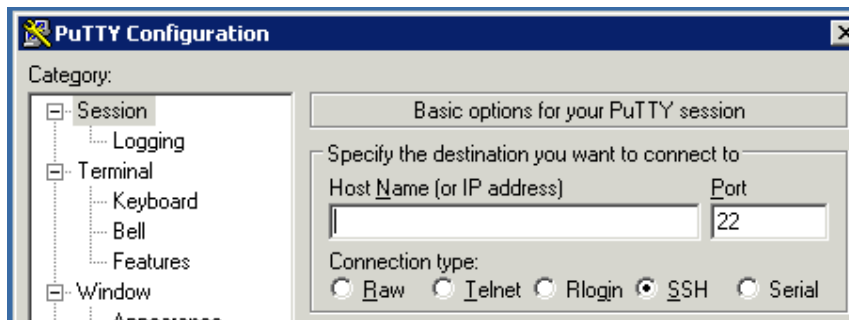 PuTTY Configuration
Category:
Session
Logging
Terminal
Keyboard
Bell
Features
Window
Appearance
Basic options for your PuTTY session
Specify the destination you want to connect to
Host Name (or IP address) Port
22
Connection type:
Raw Telnet Rlogin SSH Serial